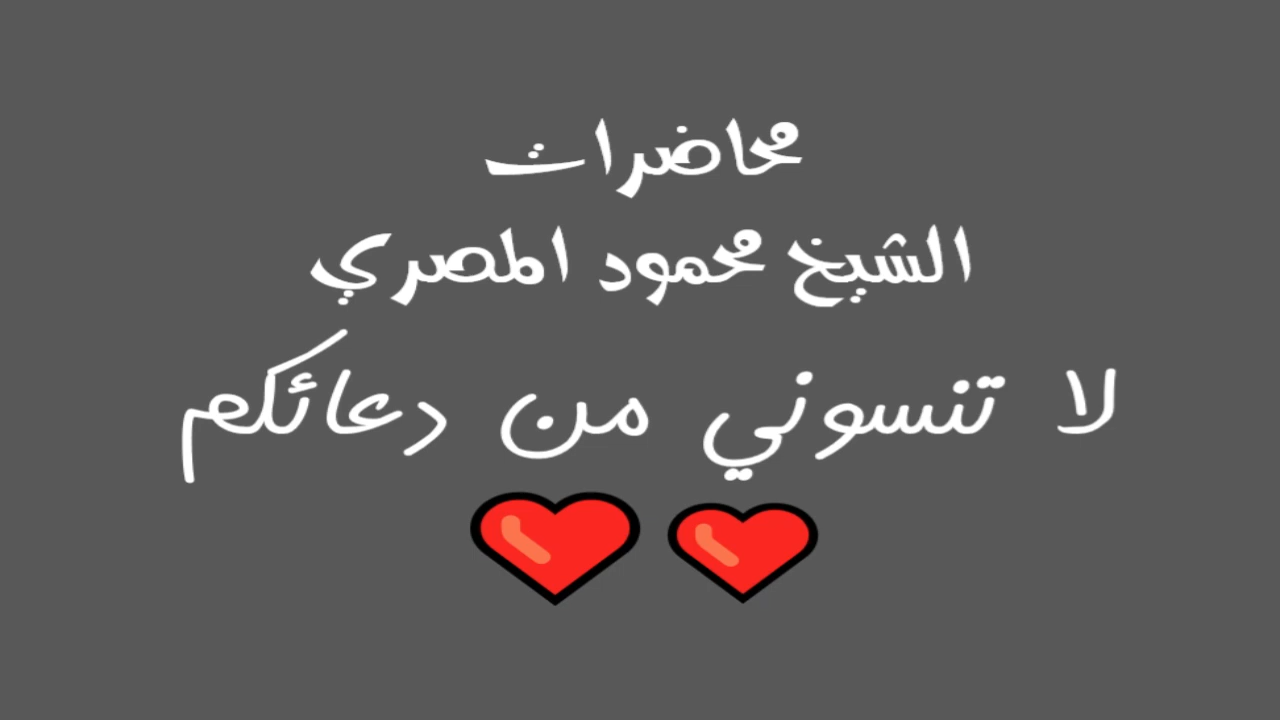 محاضرات
الشيخ محمود المصري
لا تنسوني من دعائكم